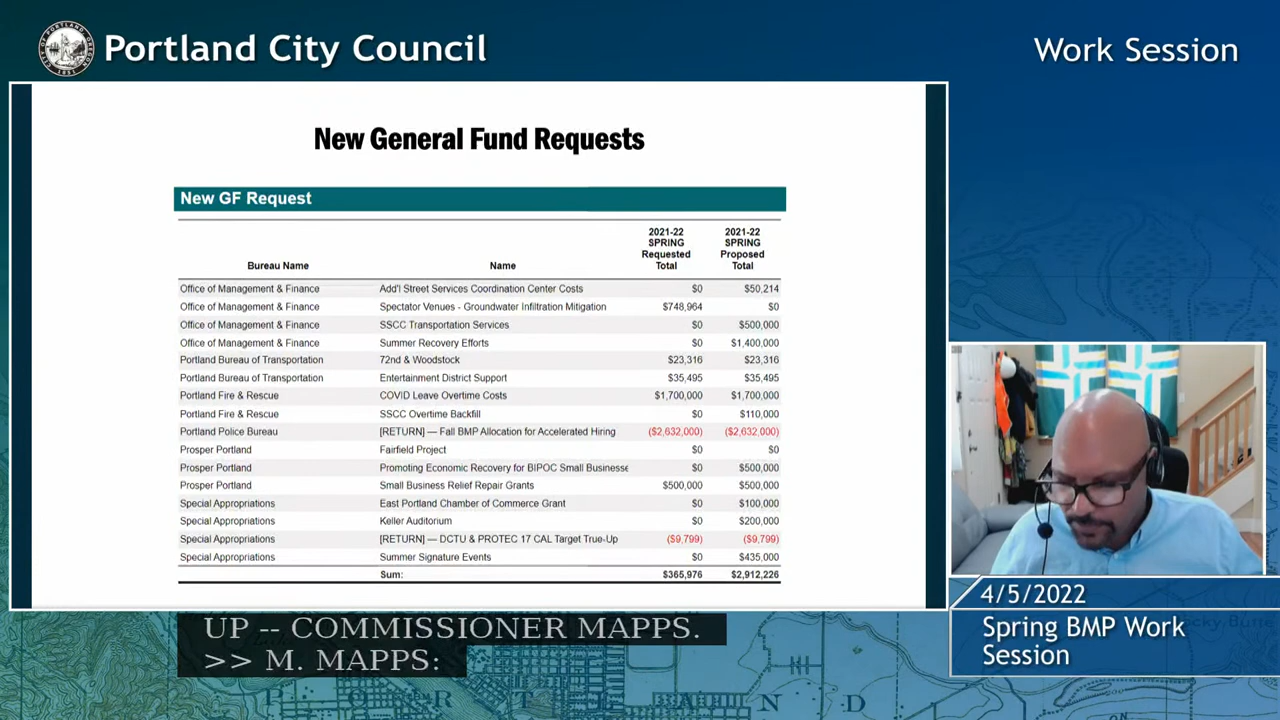 Portland City Council
Work Session
New General Fund Requests
New GF Request
Bureau Name Name 2021-22 SPRING Requested Total 2021-22 SPRING Proposed Total
Office of Management & Finance Add'l Street Services Coordination Center Costs $0 $50,214
Office of Management & Finance Spectator Venues - Groundwater Infiltration Mitigation $748,964 $0
Office of Management & Finance SSCC Transportation Services $0 $500,000
Office of Management & Finance Summer Recovery Efforts $0 $1,400,000
Portland Bureau of Transportation 72nd & Woodstock $23,316 $23,316
Portland Bureau of Transportation Entertainment District Support $35,495 $35,495
Portland Fire & Rescue COVID Leave Overtime Costs $1,700,000 $1,700,000
Portland Fire & Rescue SSCC Overtime Backfill $0 $110,000
Portland Police Bureau [RETURN] — Fall BMP Allocation for Accelerated Hiring ($2,632,000) ($2,632,000)
Prosper Portland Fairfield Project $0 $0
Prosper Portland Promoting Economic Recovery for BIPOC Small Businesse $0 $500,000
Prosper Portland Small Business Relief Repair Grants $500,000 $500,000
Special Appropriations East Portland Chamber of Commerce Grant $0 $100,000
Special Appropriations Keller Auditorium $0 $200,000
Special Appropriations [RETURN] — DCTU & PROTEC 17 CAL Target True-Up ($9,799) ($9,799)
Special Appropriations Summer Signature Events $0 $435,000
Sum: $365,976 $2,912,226
4/5/2022
Spring BMP Work
Session
UP -- COMMISSIONER MAPPS.
>> M. MAPPS: